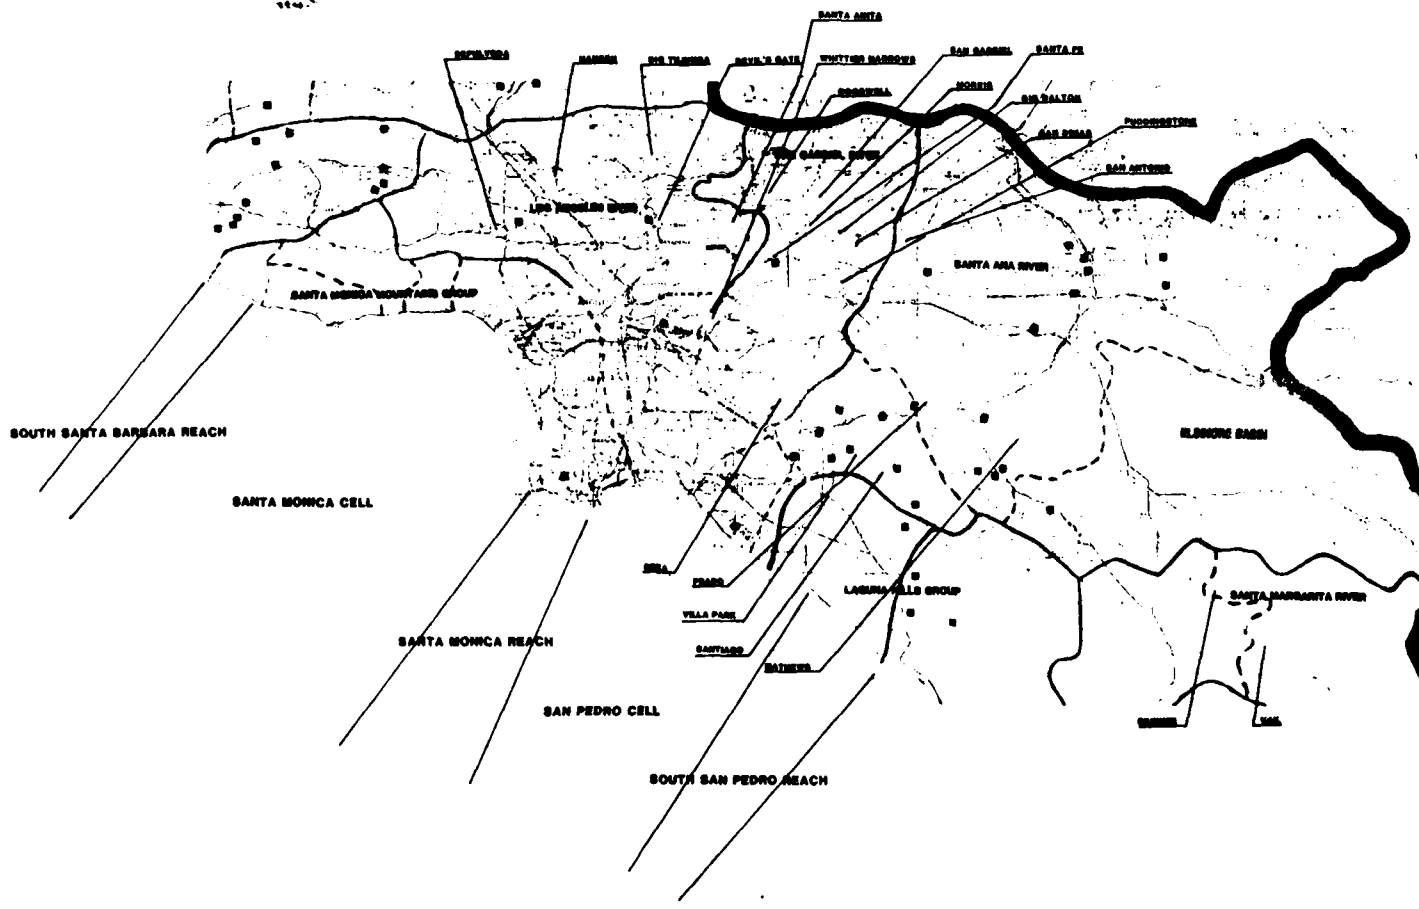 SANTA ANITA
SEPULVEDA
HANSEN
BIG TUJUNGA
DEVIL'S GATE
WHITTIER NARROWS
SAN GABRIEL
SANTA FE
COGSWELL
MORRIS
BIG DALTON
SAN DIMAS
PUDDINGSTONE
SAN ANTONIO
SAN GABRIEL RIVER
LOS ANGELES RIVER
SANTA ANA RIVER
SANTA MONICA MOUNTAINS GROUP
SOUTH SANTA BARBARA REACH
ELSINORE BASIN
SANTA MONICA CELL
BREA
PRADO
LAGUNA HILLS GROUP
SANTA MARGARITA RIVER
VILLA PARK
SANTIAGO
SANTA MONICA REACH
MATHEWS
SAN PEDRO CELL
VAIL
SOUTH SAN PEDRO REACH